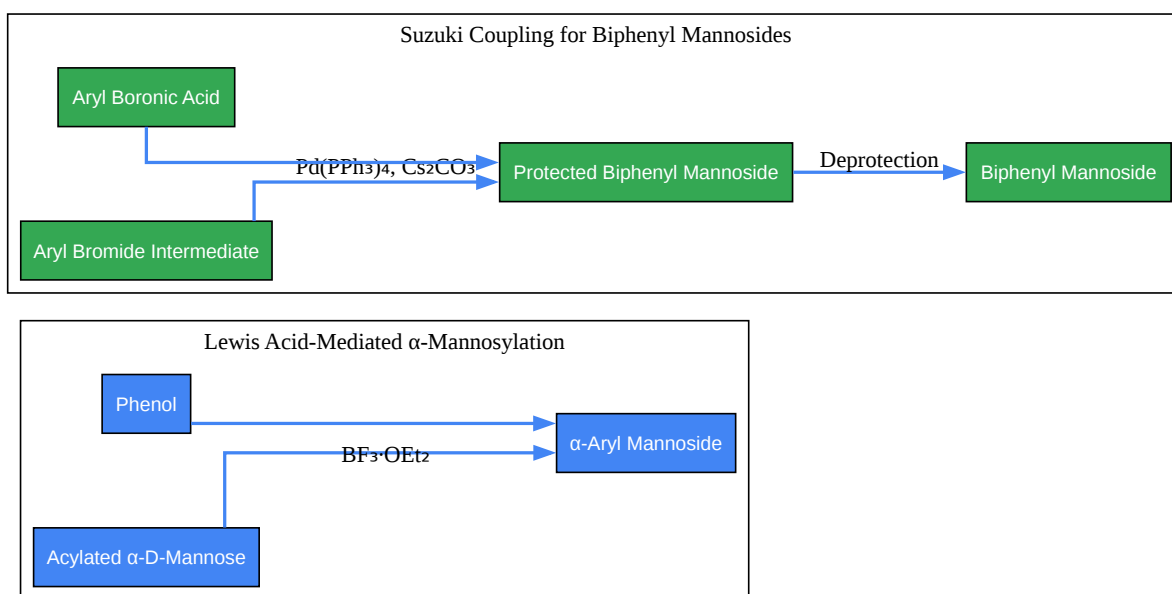 Suzuki Coupling for Biphenyl Mannosides
Aryl Boronic Acid
Pd(PPh₃)₄, Cs₂CO₃
Protected Biphenyl Mannoside
Deprotection
Biphenyl Mannoside
Aryl Bromide Intermediate
Lewis Acid-Mediated α-Mannosylation
Phenol
α-Aryl Mannoside
BF₃·OEt₂
Acylated α-D-Mannose